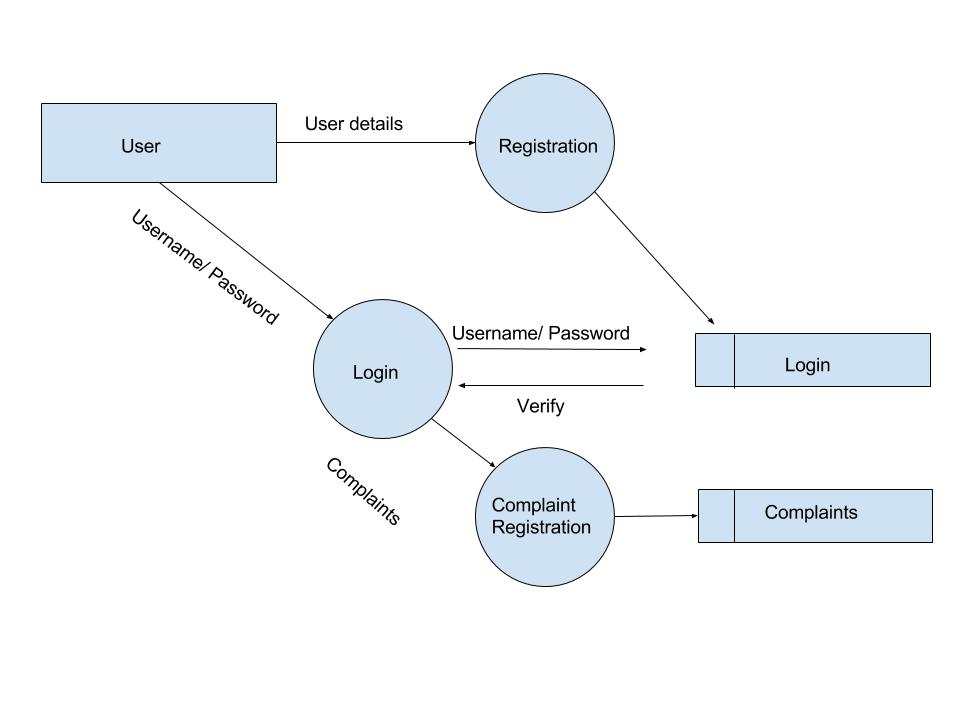 User details
User
Registration
Username/ Password
Username/ Password
Login
Login
Verify
Complaints
Complaint
Registration
Complaints